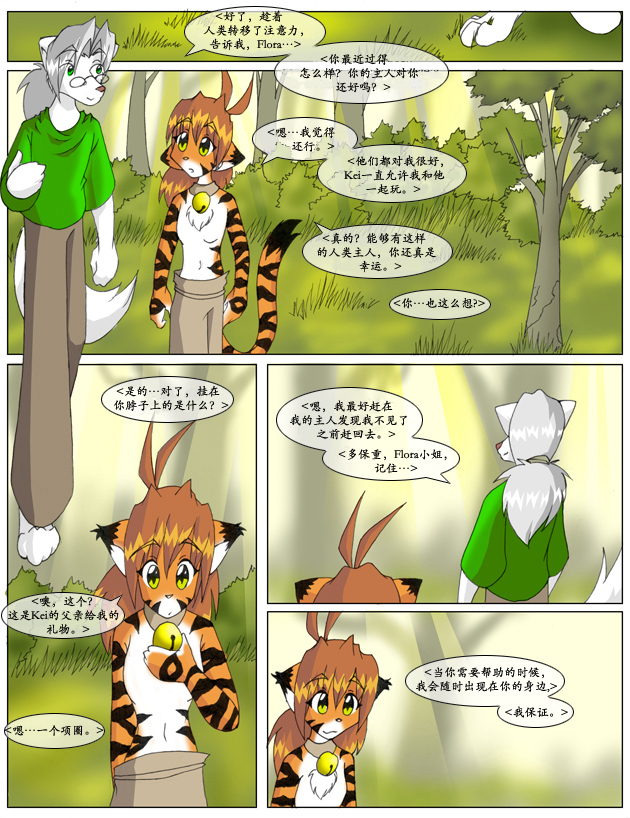 <好了，趁着
人类转移了注意力，
告诉我，Flora…>
<你最近过得
怎么样？你的主人对你
还好吗？>
<嗯…我觉得
还行。>
<他们都对我很好，
Kei一直允许我和他
一起玩。>
<真的？能够有这样
的人类主人，你还真是
幸运。>
<你…也这么想?>
<是的…对了，挂在
你脖子上的是什么？>
<噢，这个？
这是Kei的父亲给我的
礼物。>
<嗯…一个项圈。>
<嗯，我最好赶在
我的主人发现我不见了
之前赶回去。>
<多保重，Flora小姐，
记住…>
<当你需要帮助的时候，
我会随时出现在你的身边,>
<我保证。>